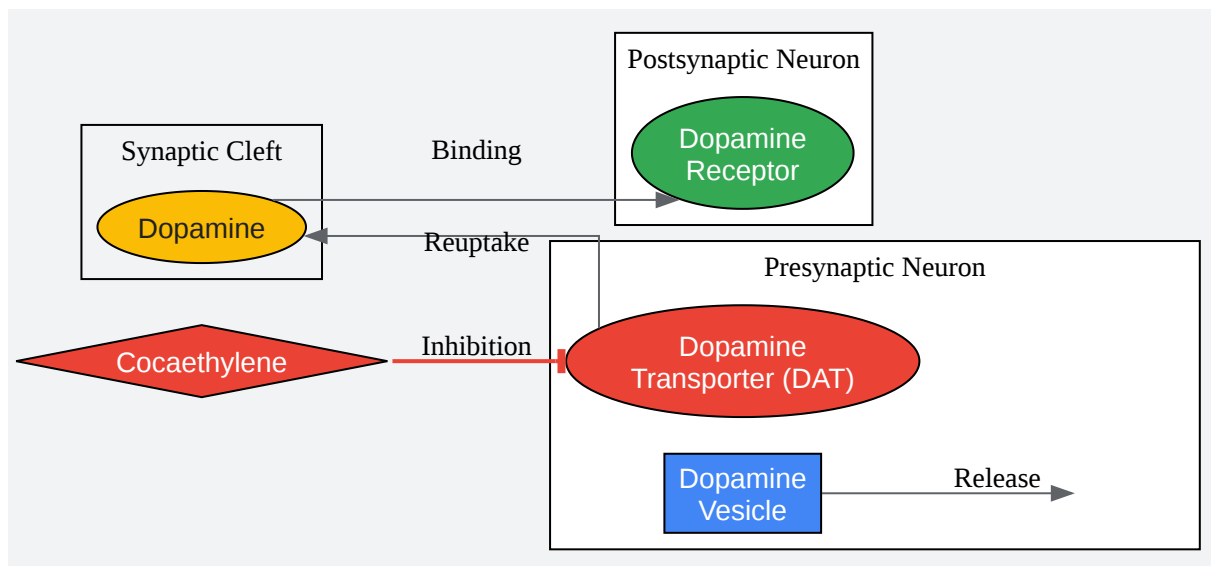 Postsynaptic Neuron
Dopamine
Receptor
Synaptic Cleft
Dopamine
Binding
Reuptake
Presynaptic Neuron
Cocaethylene
Inhibition
Dopamine
Transporter (DAT)
Dopamine
Vesicle
Release